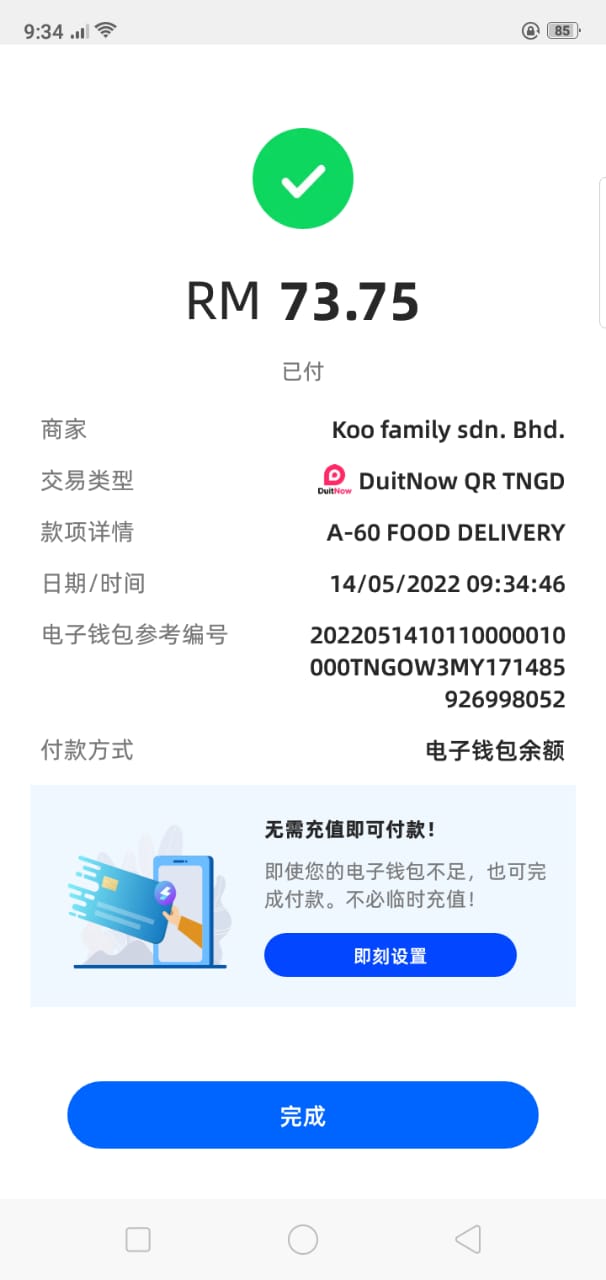 9:34 85
RM 73.75
已付
商家 Koo family sdn. Bhd.
交易类型 DuitNow DuitNow QR TNGD
款项详情 A-60 FOOD DELIVERY
日期/时间 14/05/2022 09:34:46
电子钱包参考编号 2022051410110000010
000TNGOW3MY171485
926998052
付款方式 电子钱包余额
无需充值即可付款!
即使您的电子钱包不足，也可完
成付款。不必临时充值!
即刻设置
完成